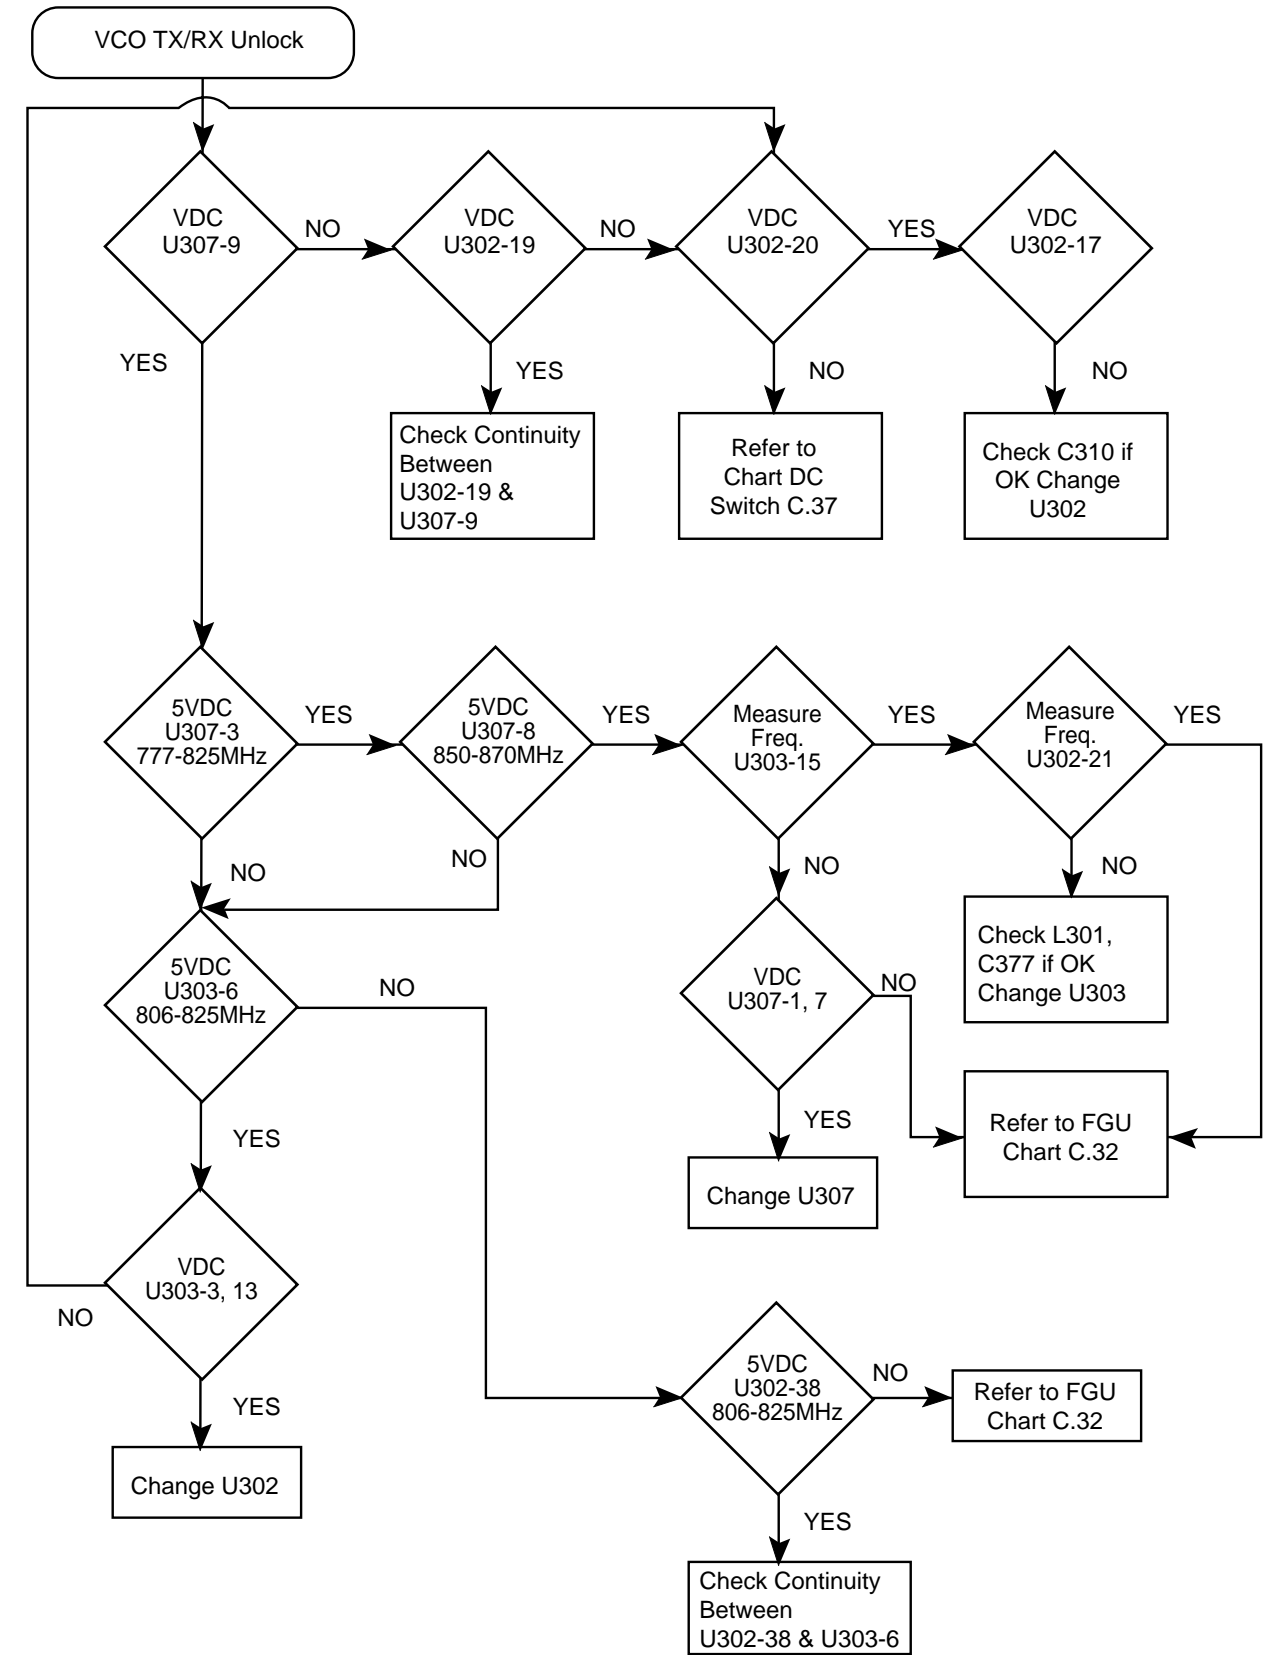 VCO TX/RX Unlock
VDC
U307-9
NO
VDC
U302-19
NO
VDC
U302-20
YES
VDC
U302-17
YES
YES
NO
NO
Check Continuity
Between
U302-19 &
U307-9
Refer to
Chart DC
Switch C.37
Check C310 if
OK Change
U302
5VDC
U307-3
777-825MHz
YES
5VDC
U307-8
850-870MHz
YES
Measure
Freq.
U303-15
YES
Measure
Freq.
U302-21
YES
NO
NO
NO
NO
Check L301,
C377 if OK
Change U303
5VDC
U303-6
806-825MHz
NO
VDC
U307-1, 7
NO
YES
YES
Refer to FGU
Chart C.32
Change U307
VDC
U303-3, 13
NO
YES
Change U302
5VDC
U302-38
806-825MHz
NO
Refer to FGU
Chart C.32
YES
Check Continuity
Between
U302-38 & U303-6